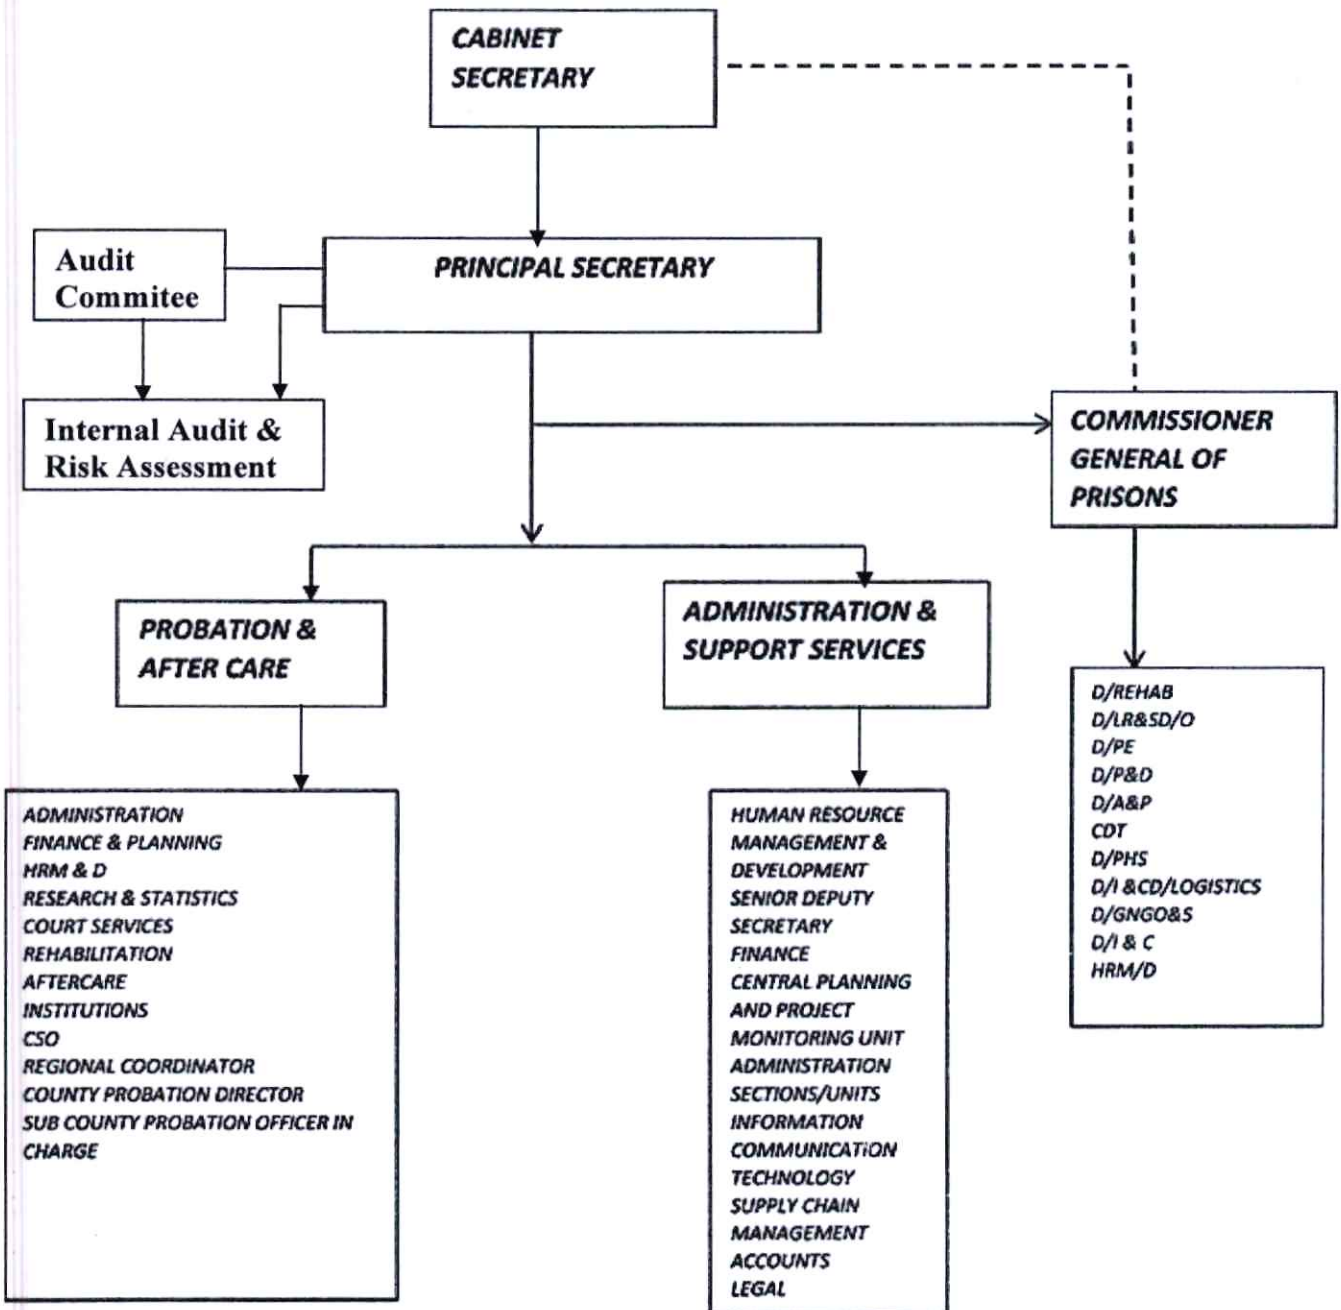 CABINET
SECRETARY
PRINCIPAL SECRETARY
Audit
Commitee
Internal Audit &
Risk Assessment
COMMISSIONER
GENERAL OF
PRISONS
PROBATION &
AFTER CARE
ADMINISTRATION &
SUPPORT SERVICES
ADMINISTRATION
FINANCE & PLANNING
HRM & D
RESEARCH & STATISTICS
COURT SERVICES
REHABILITATION
AFTERCARE
INSTITUTIONS
CSO
REGIONAL COORDINATOR
COUNTY PROBATION DIRECTOR
SUB COUNTY PROBATION OFFICER IN
CHARGE
HUMAN RESOURCE
MANAGEMENT &
DEVELOPMENT
SENIOR DEPUTY
SECRETARY
FINANCE
CENTRAL PLANNING
AND PROJECT
MONITORING UNIT
ADMINISTRATION
SECTIONS/UNITS
INFORMATION
COMMUNICATION
TECHNOLOGY
SUPPLY CHAIN
MANAGEMENT
ACCOUNTS
LEGAL
D/REHAB
D/LR&SD/O
D/PE
D/P&D
D/A&P
CDT
D/PHS
D/I &CD/LOGISTICS
D/GNGO&S
D/I & C
HRM/D